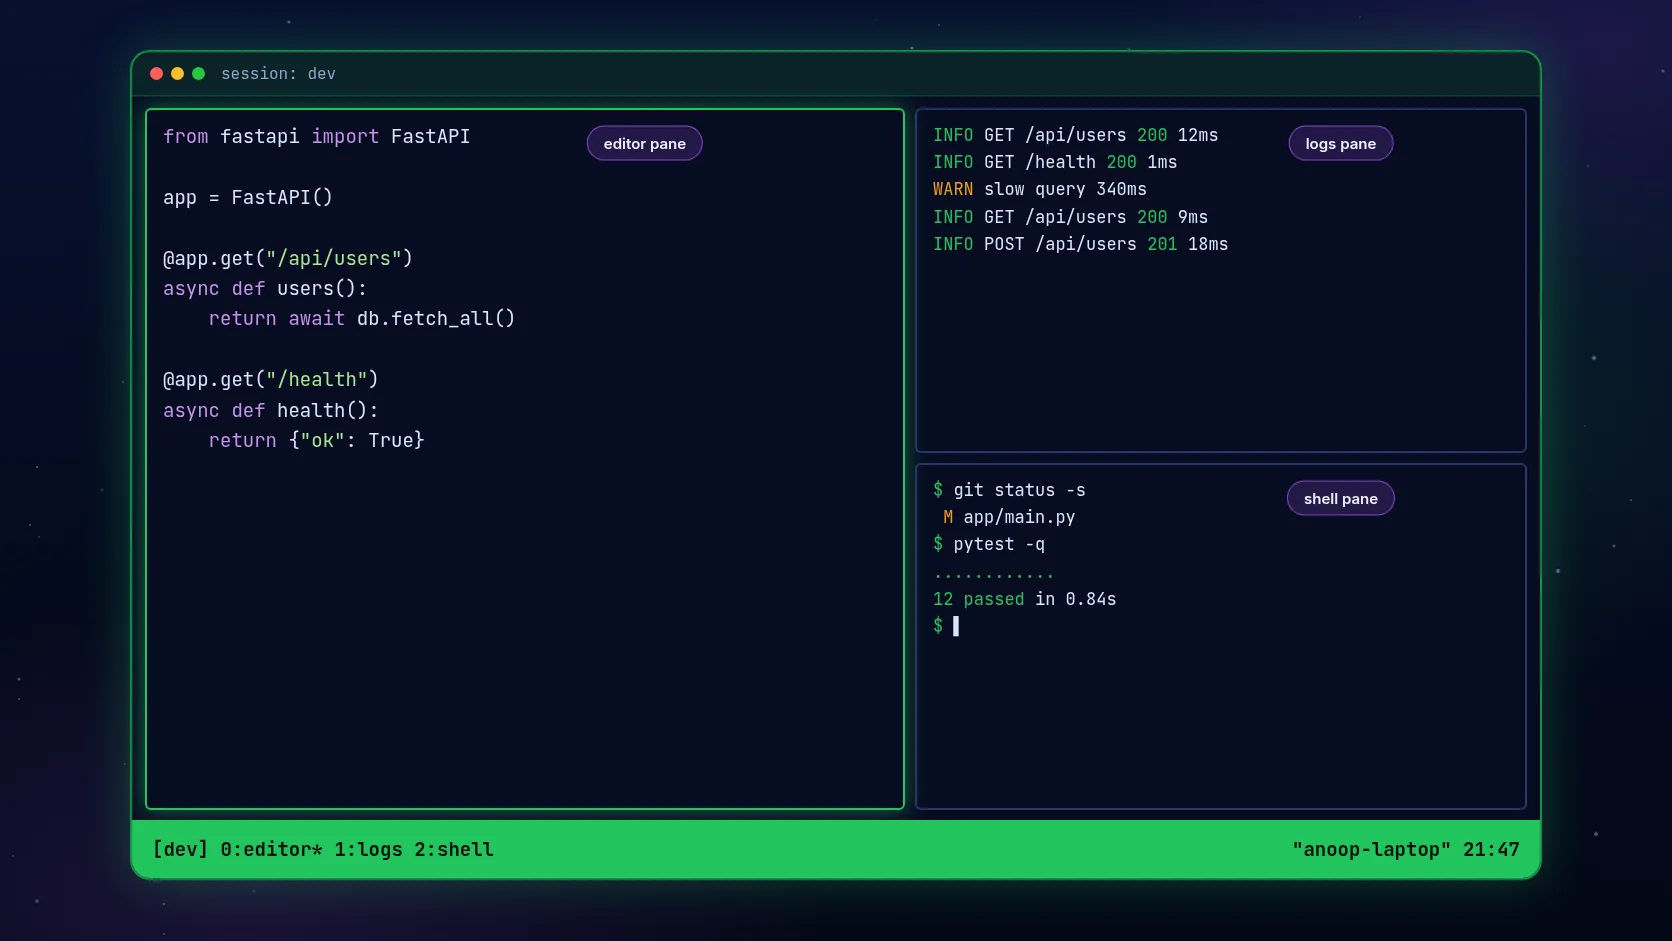 session: dev
from fastapi import FastAPI
editor pane
app = FastAPI()
@app.get("/api/users")
async def users():
    return await db.fetch_all()
@app.get("/health")
async def health():
    return {"ok": True}
INFO GET /api/users 200 12ms
logs pane
INFO GET /health 200 1ms
WARN slow query 340ms
INFO GET /api/users 200 9ms
INFO POST /api/users 201 18ms
$ git status -s
shell pane
 M app/main.py
$ pytest -q
............
12 passed in 0.84s
$
[dev] 0:editor* 1:logs 2:shell
"anoop-laptop" 21:47